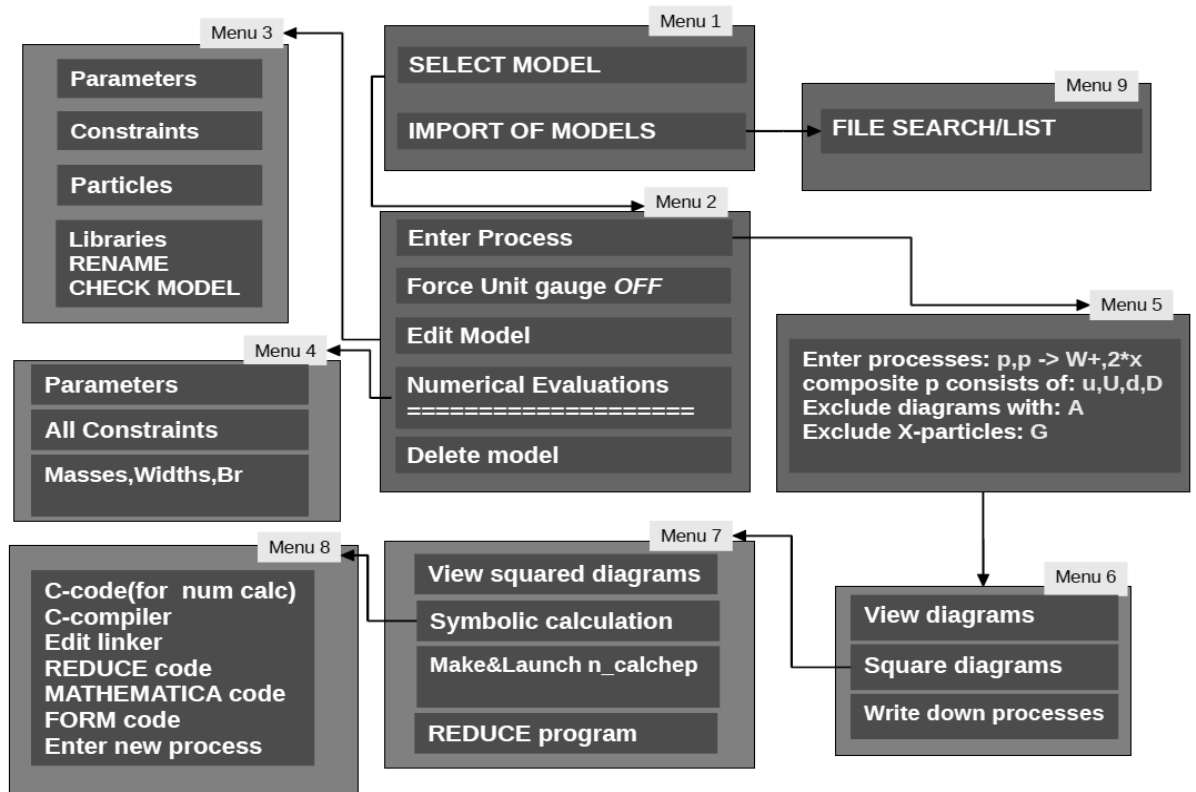 Menu 1
SELECT MODEL
IMPORT OF MODELS
Menu 9
FILE SEARCH/LIST
Menu 3
Parameters
Constraints
Particles
Libraries
RENAME
CHECK MODEL
Menu 2
Enter Process
Force Unit gauge OFF
Edit Model
Numerical Evaluations
=====================
Delete model
Menu 4
Parameters
All Constraints
Masses,Widths,Br
Menu 5
Enter processes: p,p -> W+,2*x
composite p consists of: u,U,d,D
Exclude diagrams with: A
Exclude X-particles: G
Menu 6
View diagrams
Square diagrams
Write down processes
Menu 7
View squared diagrams
Symbolic calculation
Make&Launch n_calchep
REDUCE program
Menu 8
C-code(for num calc)
C-compiler
Edit linker
REDUCE code
MATHEMATICA code
FORM code
Enter new process